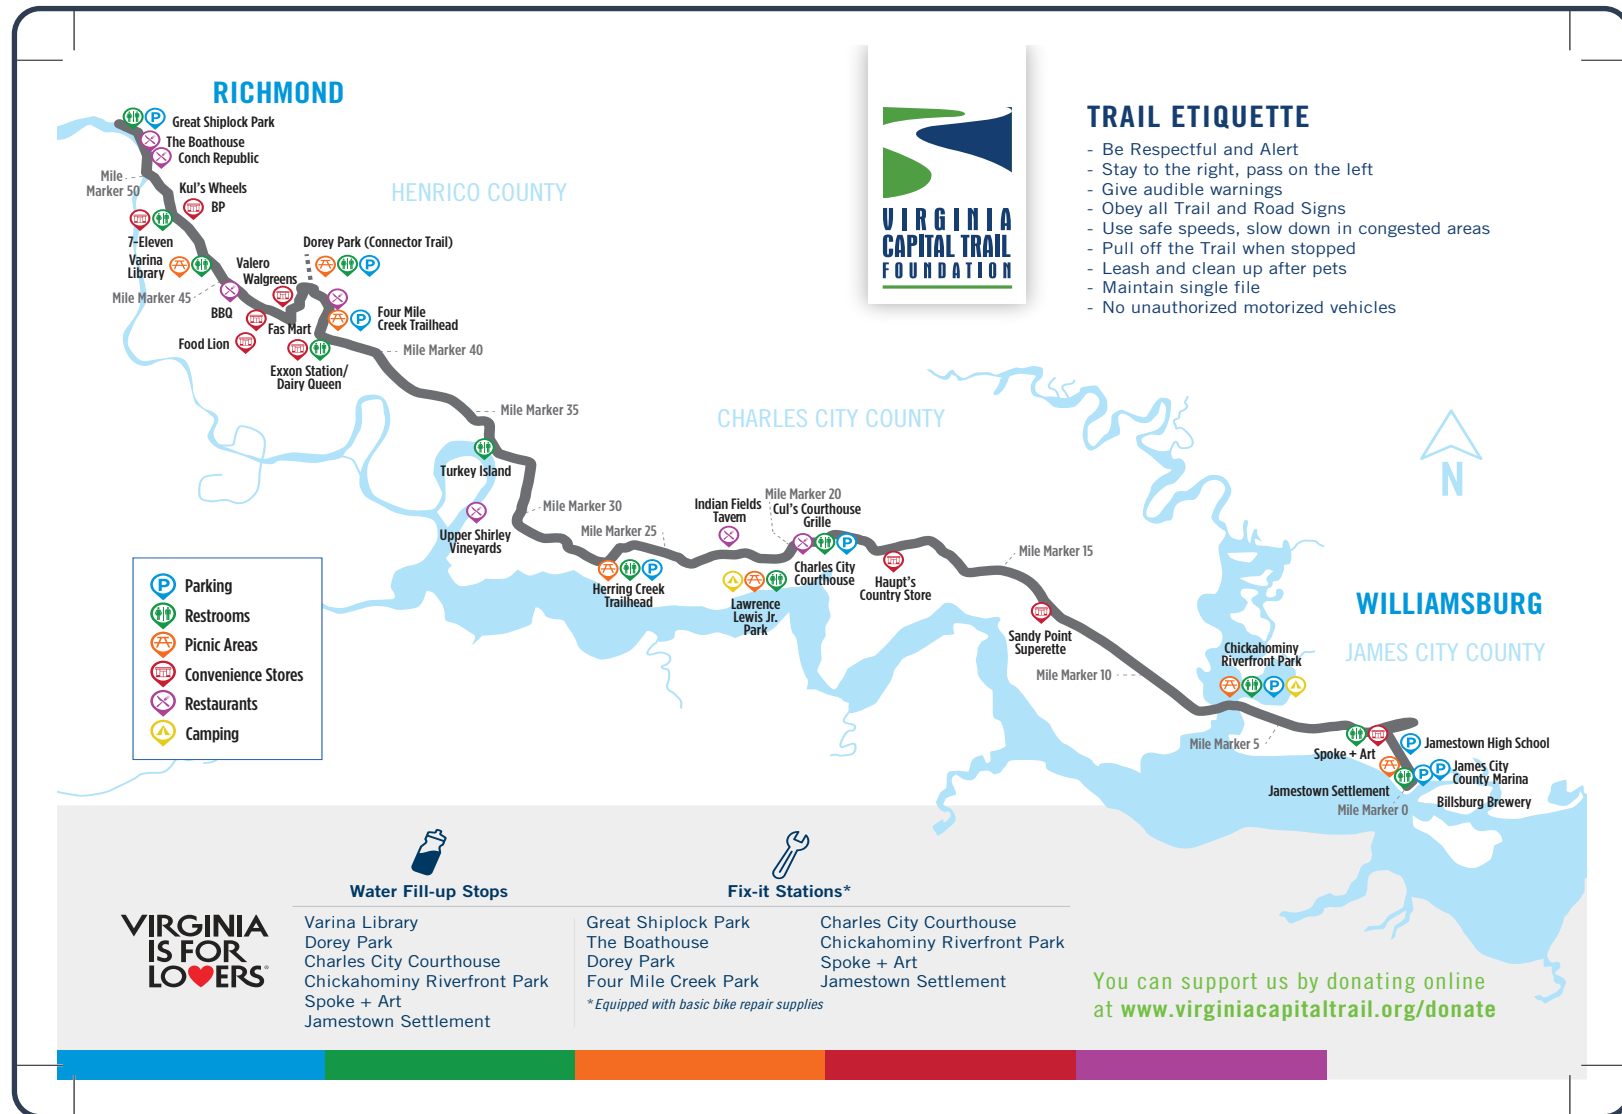 RICHMOND
Great Shiplock Park
The Boathouse
Conch Republic
Mile
Marker 50
Kul's Wheels
BP
7-Eleven
Varina
Library
Mile Marker 45
BBQ
Valero
Walgreens
Food Lion
Fas Mart
Dorey Park (Connector Trail)
Four Mile
Creek Trailhead
Exxon Station/
Dairy Queen
Mile Marker 40
HENRICO COUNTY
Mile Marker 35
Turkey Island
Upper Shirley
Vineyards
Mile Marker 30
Mile Marker 25
Herring Creek
Trailhead
CHARLES CITY COUNTY
Indian Fields
Tavern
Mile Marker 20
Cul's Courthouse
Grille
Charles City
Courthouse
Lawrence
Lewis Jr.
Park
Haupt's
Country Store
Mile Marker 15
Sandy Point
Superette
Mile Marker 10
WILLIAMSBURG
JAMES CITY COUNTY
Chickahominy
Riverfront Park
Mile Marker 5
Spoke + Art
Jamestown High School
James City
County Marina
Jamestown Settlement
Billsburg Brewery
Mile Marker 0
N
VIRGINIA
CAPITAL TRAIL
FOUNDATION
TRAIL ETIQUETTE
- Be Respectful and Alert
- Stay to the right, pass on the left
- Give audible warnings
- Obey all Trail and Road Signs
- Use safe speeds, slow down in congested areas
- Pull off the Trail when stopped
- Leash and clean up after pets
- Maintain single file
- No unauthorized motorized vehicles
P Parking
Restrooms
Picnic Areas
Convenience Stores
Restaurants
Camping
VIRGINIA
IS FOR
LOVERS®
Water Fill-up Stops
Varina Library
Dorey Park
Charles City Courthouse
Chickahominy Riverfront Park
Spoke + Art
Jamestown Settlement
Fix-it Stations*
Great Shiplock Park
The Boathouse
Dorey Park
Four Mile Creek Park
*Equipped with basic bike repair supplies
Charles City Courthouse
Chickahominy Riverfront Park
Spoke + Art
Jamestown Settlement
You can support us by donating online
at www.virginiacapitaltrail.org/donate